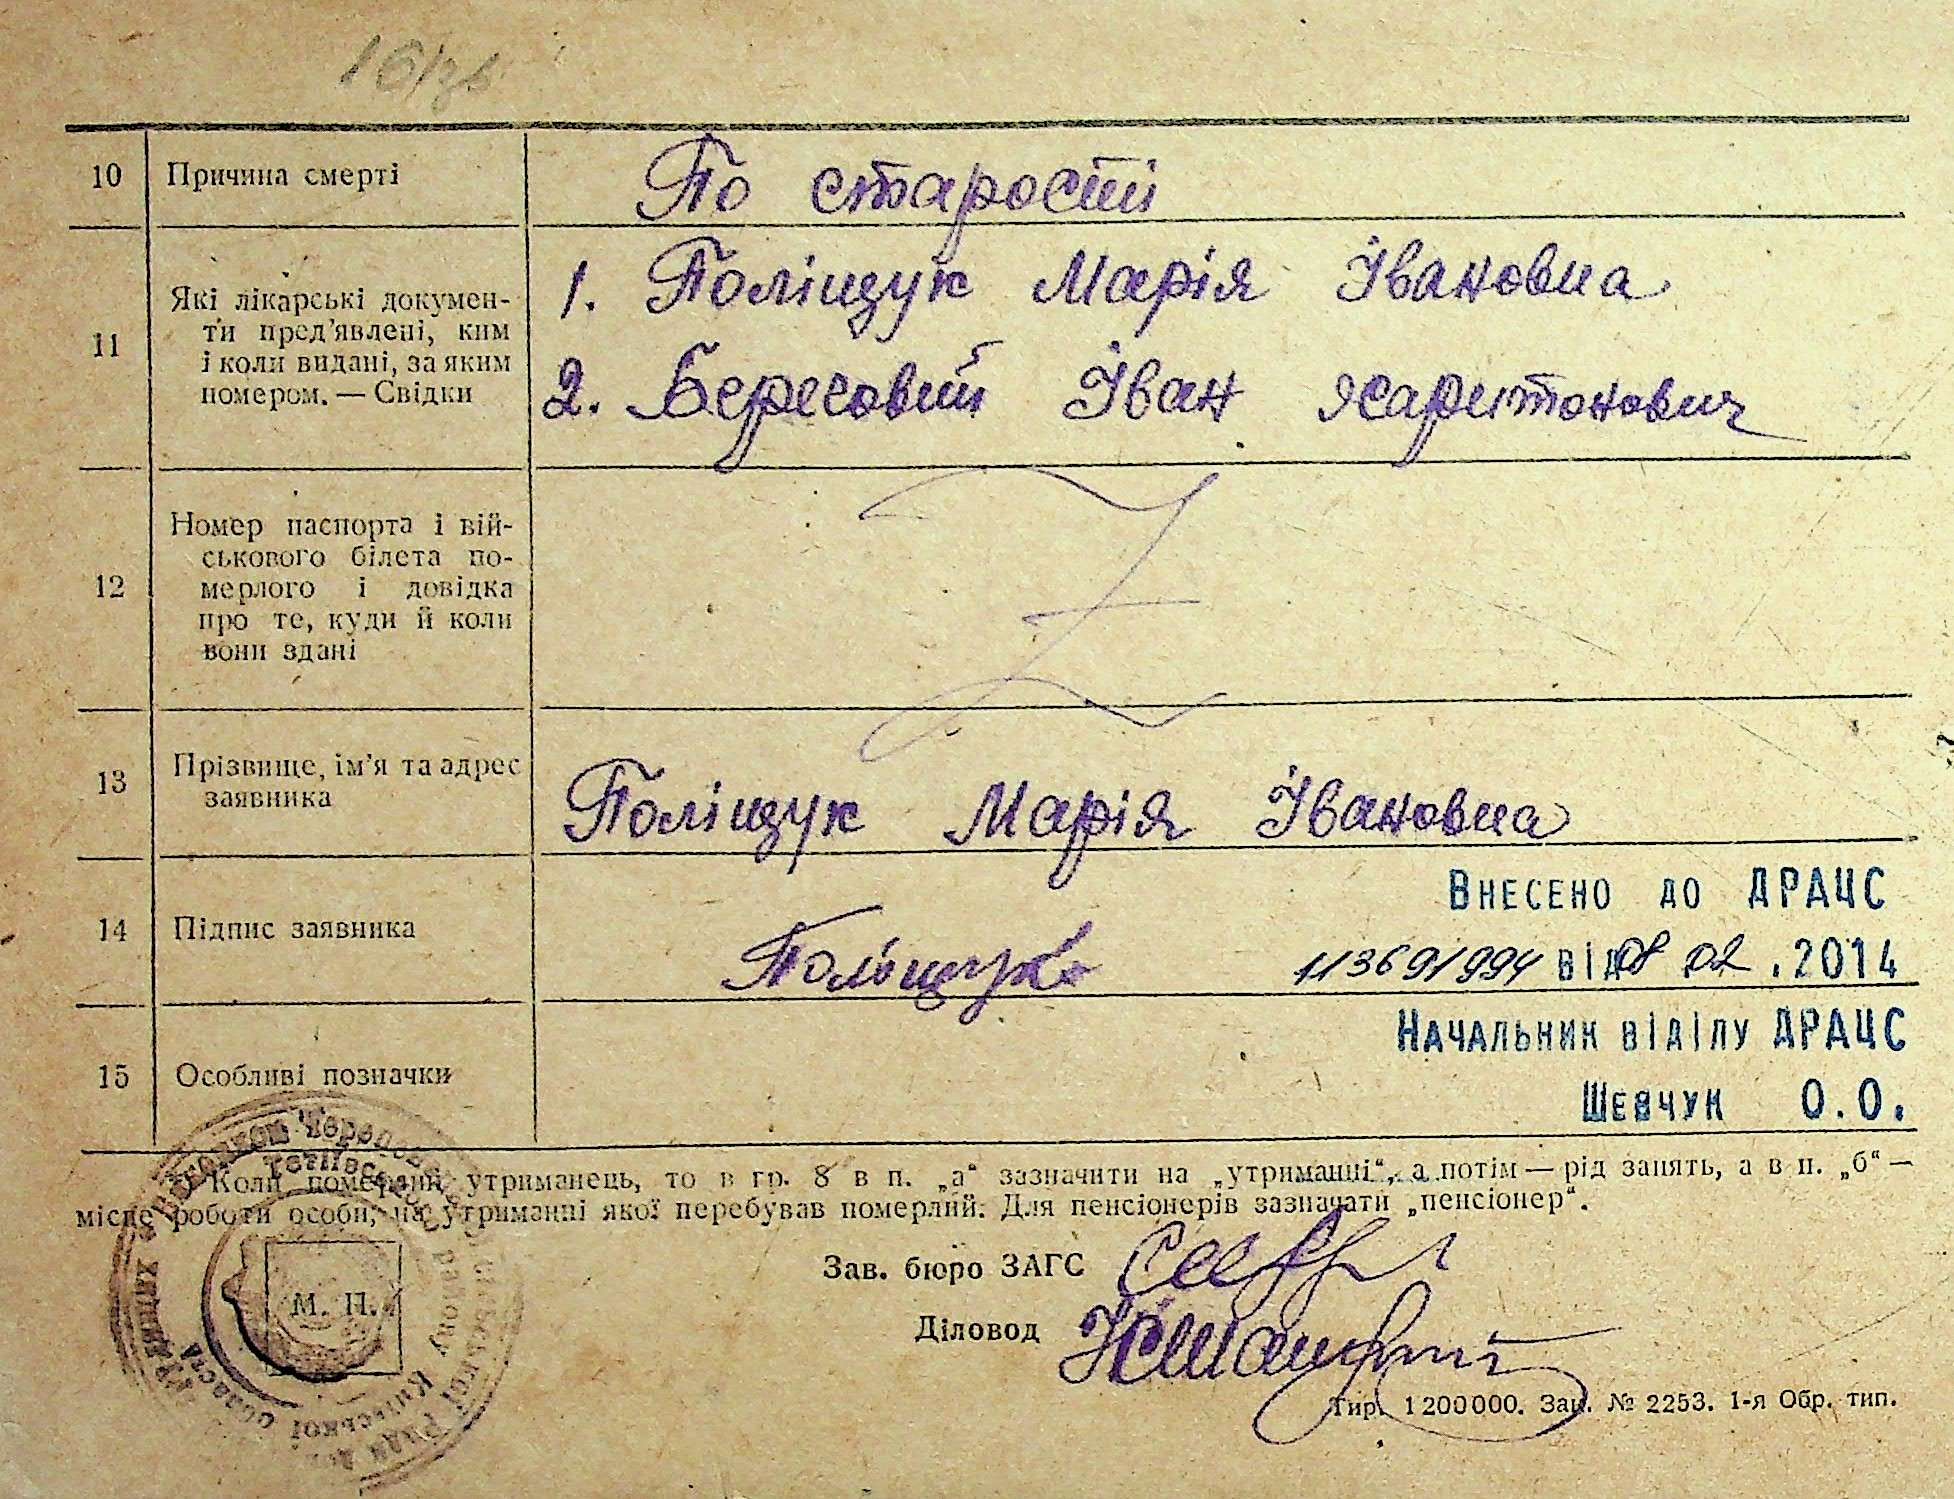 10 Причина смерті По старості
11 Які лікарські докумен-
ти пред'явлені, ким
і коли видані, за яким
номером. — Свідки
1. Поліщук Марія Івановна
2. Бересовий Іван Харитонович
12 Номер паспорта і вій-
ськового білета по-
мерлого і довідка
про те, куди й коли
вони здані
13 Прізвище, ім'я та адрес
заявника
Поліщук Марія Івановна
14 Підпис заявника
Поліщук
Внесено до ДРАЦС
113691994 від 02.2014
Начальник відділу ДРАЦС
Шевчук О.О.
15 Особливі позначки
Коли померлий утриманець, то в гр. 8 в п. „а“ зазначити на „утриманні“, а потім — рід занять, а в п. „б“ —
місце роботи особи, на утриманні якої перебував померлий. Для пенсіонерів зазначати „пенсіонер“.
Зав. бюро ЗАГС
Діловод
М. П.
Тетіївського району Київської області
Тир. 1200000. Зак. № 2253. 1-я Обр. тип.